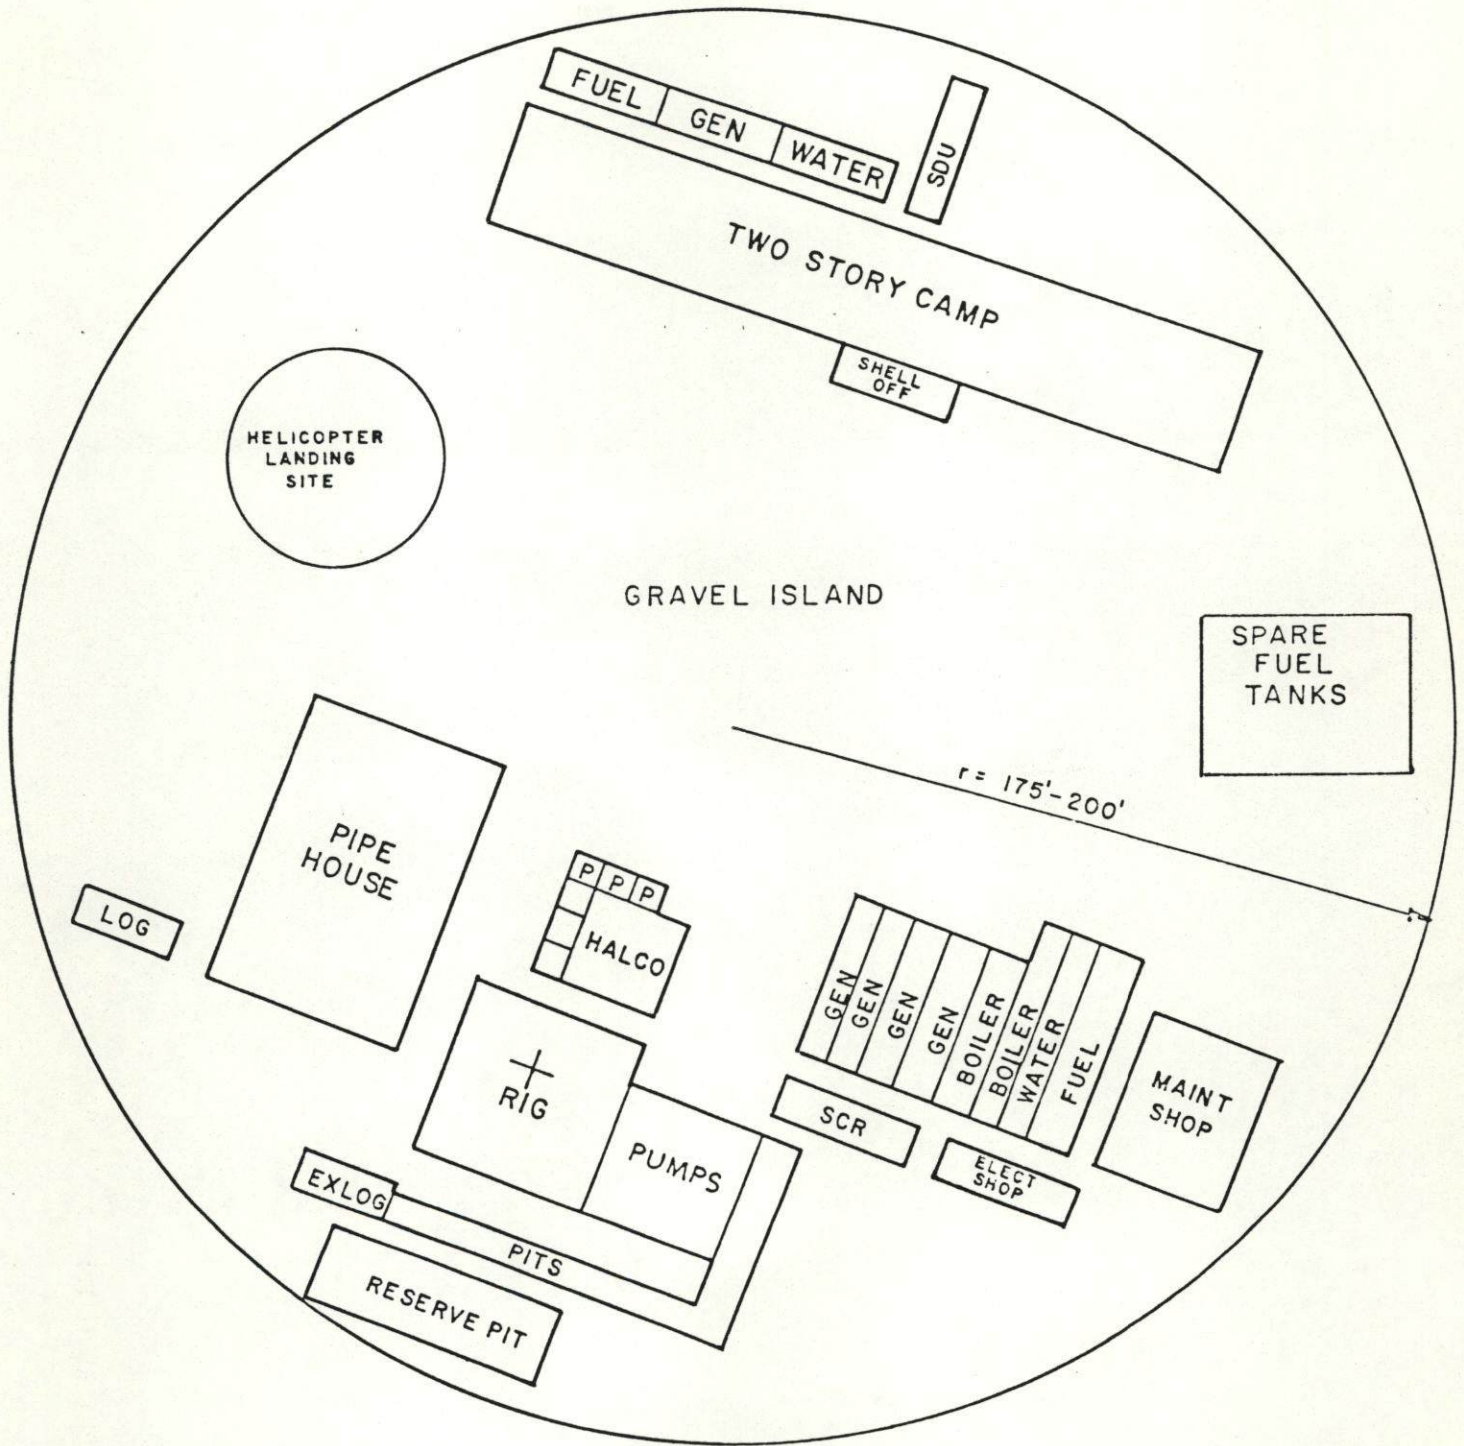 FUEL
GEN
WATER
SDU
TWO STORY CAMP
SHELL
OFF
HELICOPTER
LANDING
SITE
GRAVEL ISLAND
SPARE
FUEL
TANKS
r = 175'-200'
PIPE
HOUSE
LOG
P P P
HALCO
GEN
GEN
GEN
GEN
BOILER
BOILER
WATER
FUEL
MAINT
SHOP
RIG
SCR
PUMPS
ELECT
SHOP
EXLOG
PITS
RESERVE PIT